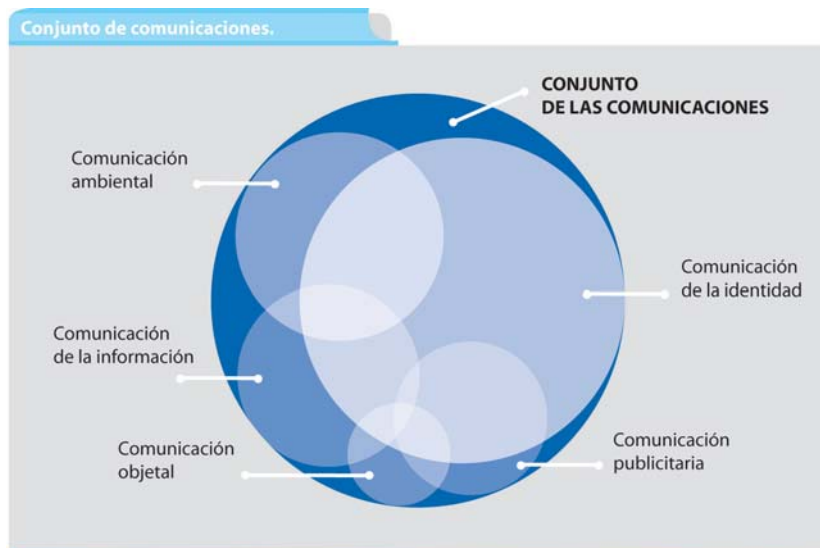 Conjunto de comunicaciones.
CONJUNTO
DE LAS COMUNICACIONES
Comunicación
ambiental
Comunicación
de la identidad
Comunicación
de la información
Comunicación
objetal
Comunicación
publicitaria